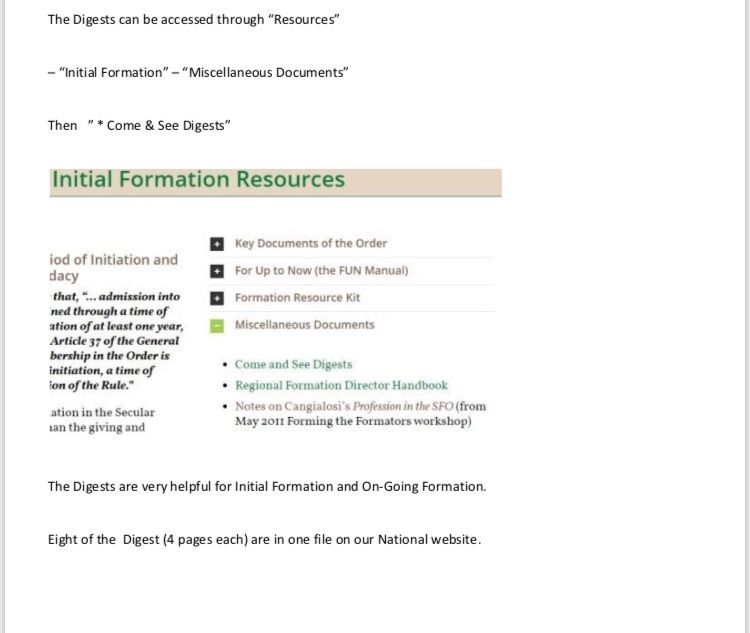 The Digests can be accessed through “Resources”
– “Initial Formation” – “Miscellaneous Documents”
Then ” * Come & See Digests”
Initial Formation Resources
iod of Initiation and
dacy
that, “... admission into
ned through a time of
ation of at least one year,
Article 37 of the General
bership in the Order is
initiation, a time of
ion of the Rule.”
ation in the Secular
ian the giving and
Key Documents of the Order
For Up to Now (the FUN Manual)
Formation Resource Kit
Miscellaneous Documents
• Come and See Digests
• Regional Formation Director Handbook
• Notes on Cangialosi’s Profession in the SFO (from
May 2011 Forming the Formators workshop)
The Digests are very helpful for Initial Formation and On-Going Formation.
Eight of the Digest (4 pages each) are in one file on our National website.